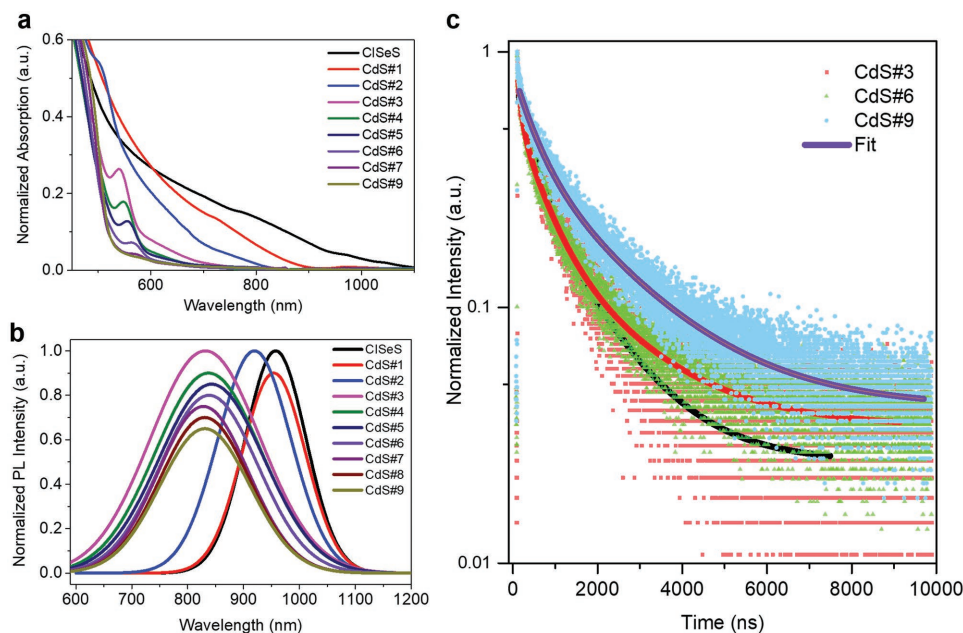 a
0.6
0.4
0.2
0.0
Normalized Absorption (a.u.)
CISeS
CdS#1
CdS#2
CdS#3
CdS#4
CdS#5
CdS#6
CdS#7
CdS#9
600
800
1000
Wavelength (nm)
b
1.0
0.8
0.6
0.4
0.2
0.0
Normalized PL Intensity (a.u.)
CISeS
CdS#1
CdS#2
CdS#3
CdS#4
CdS#5
CdS#6
CdS#7
CdS#8
CdS#9
600
700
800
900
1000
1100
1200
Wavelength (nm)
c
1
0.1
0.01
Normalized Intensity (a.u.)
CdS#3
CdS#6
CdS#9
Fit
0
2000
4000
6000
8000
10000
Time (ns)